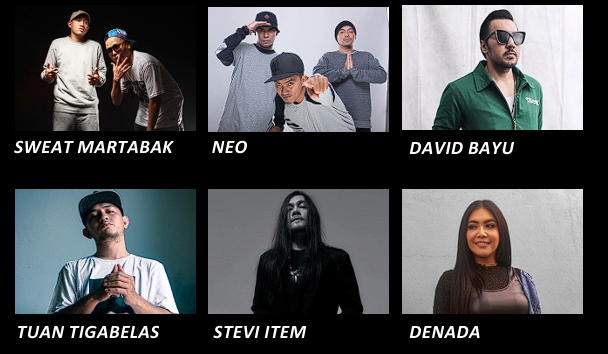 SWEAT MARTABAK
NEO
DAVID BAYU
TUAN TIGABELAS
STEVI ITEM
DENADA